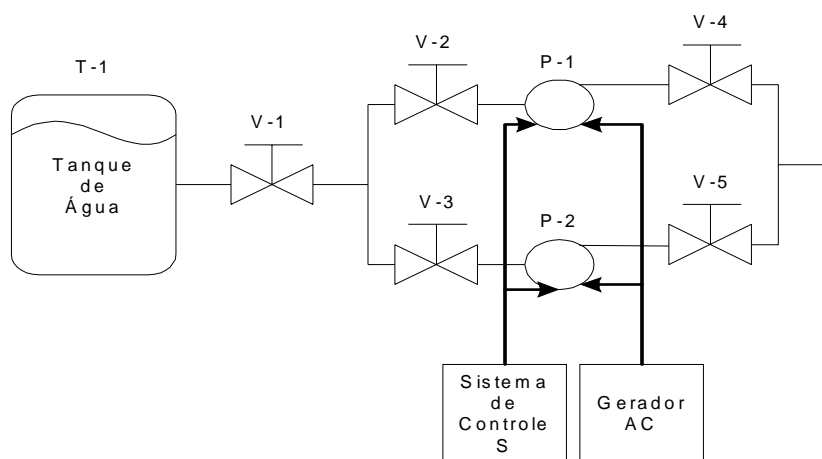 V-4
V-2
P-1
T-1
V-1
Tanque
de
Água
V-3
P-2
V-5
Sistema
de
Controle
S
Gerador
AC